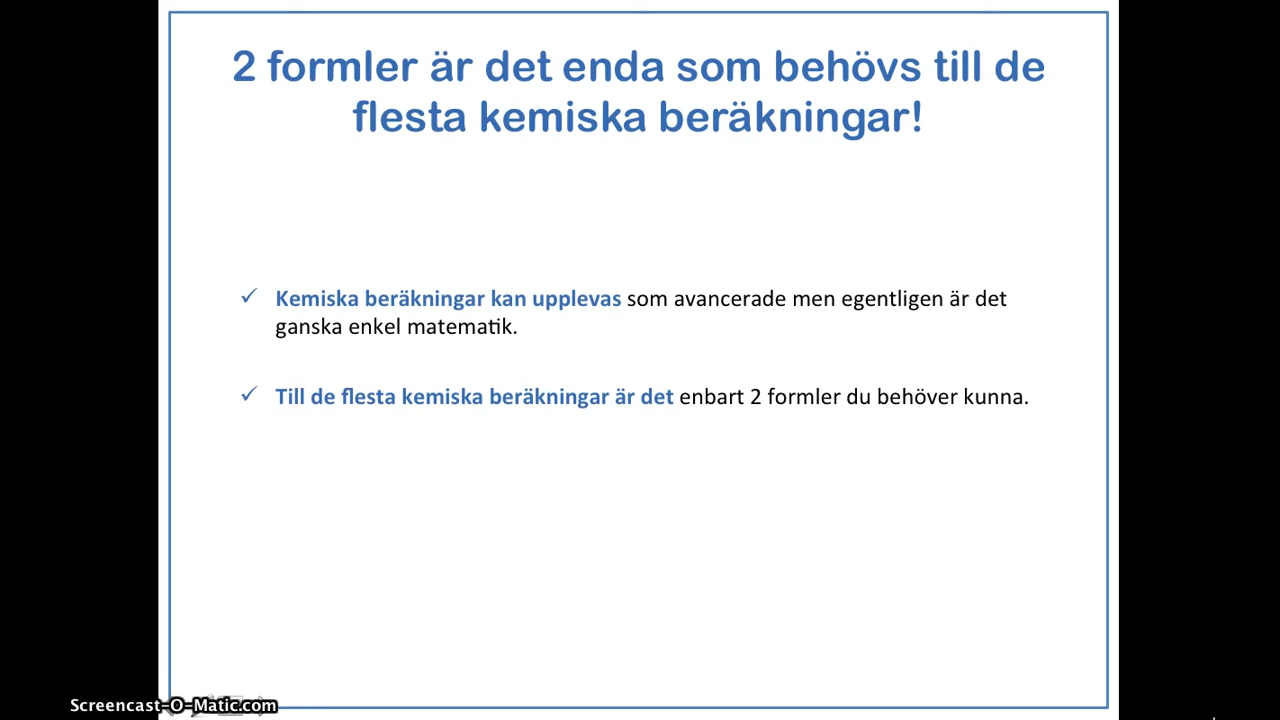 2 formler är det enda som behövs till de
flesta kemiska beräkningar!
✓ Kemiska beräkningar kan upplevas som avancerade men egentligen är det
ganska enkel matematik.
✓ Till de flesta kemiska beräkningar är det enbart 2 formler du behöver kunna.
Screencast-O-Matic.com